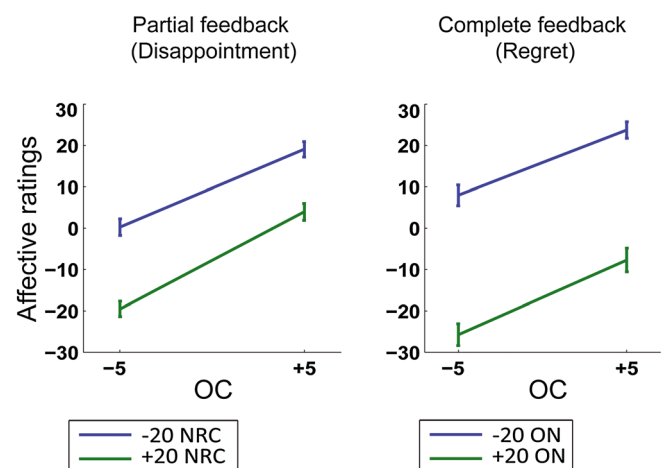 Partial feedback
(Disappointment)
Complete feedback
(Regret)
Affective ratings
30
20
10
0
−10
−20
−30
−5
+5
OC
30
20
10
0
−10
−20
−30
−5
+5
OC
-20 NRC
+20 NRC
-20 ON
+20 ON